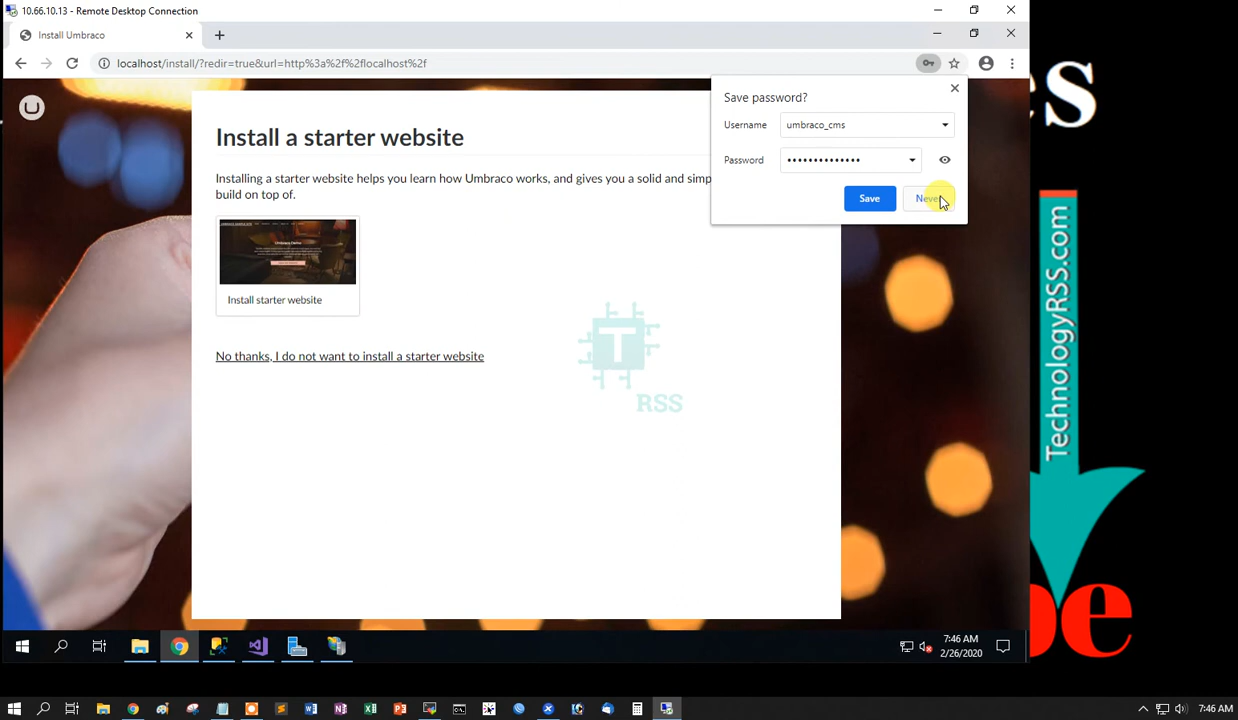 10.66.10.13 - Remote Desktop Connection
Install Umbraco
localhost/install/?redir=true&url=http%3a%2f%2flocalhost%2f
Save password?
Username umbraco_cms
Password ••••••••••••••
Save
Install a starter website
Installing a starter website helps you learn how Umbraco works, and gives you a solid and simp
build on top of.
Install starter website
No thanks, I do not want to install a starter website
T
RSS
es
TechnologyRSS.com
be
7:46 AM
2/26/2020
7:46 AM